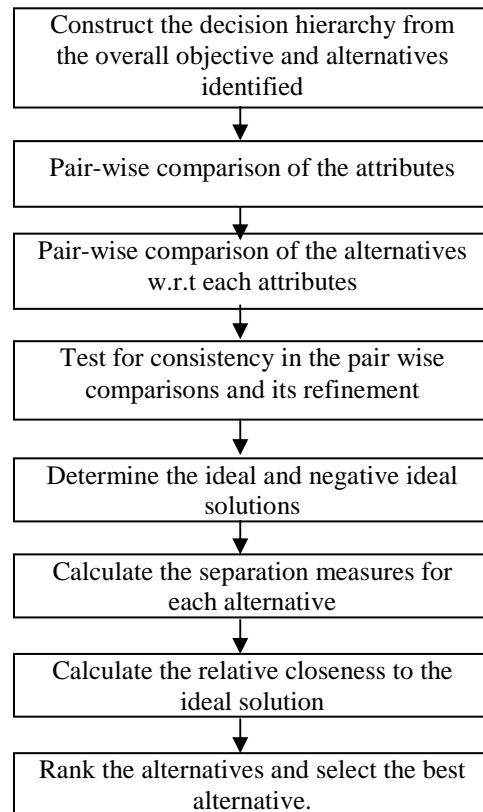 Construct the decision hierarchy from
the overall objective and alternatives
identified
Pair-wise comparison of the attributes
Pair-wise comparison of the alternatives
w.r.t each attributes
Test for consistency in the pair wise
comparisons and its refinement
Determine the ideal and negative ideal
solutions
Calculate the separation measures for
each alternative
Calculate the relative closeness to the
ideal solution
Rank the alternatives and select the best
alternative.